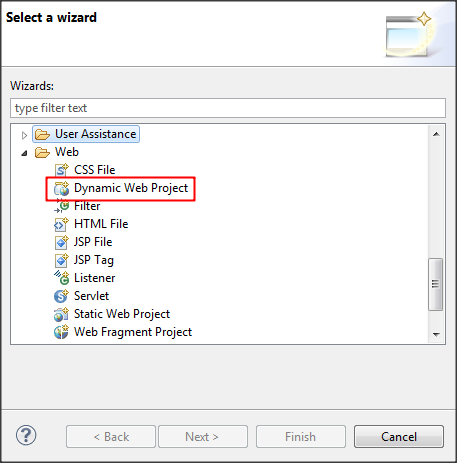 Select a wizard
Wizards:
type filter text
User Assistance
Web
CSS File
Dynamic Web Project
Filter
HTML File
JSP File
JSP Tag
Listener
Servlet
Static Web Project
Web Fragment Project
? < Back Next > Finish Cancel